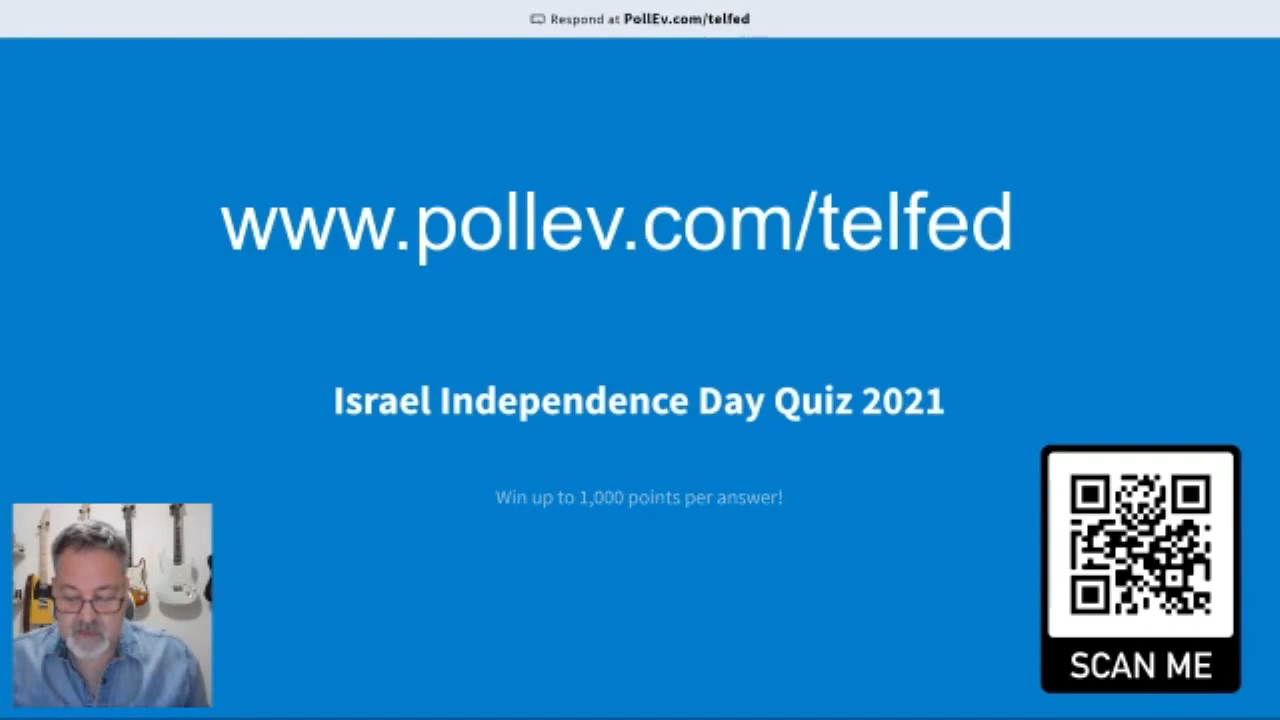 Respond at PollEv.com/telfed
www.pollev.com/telfed
Israel Independence Day Quiz 2021
Win up to 1,000 points per answer!
SCAN ME